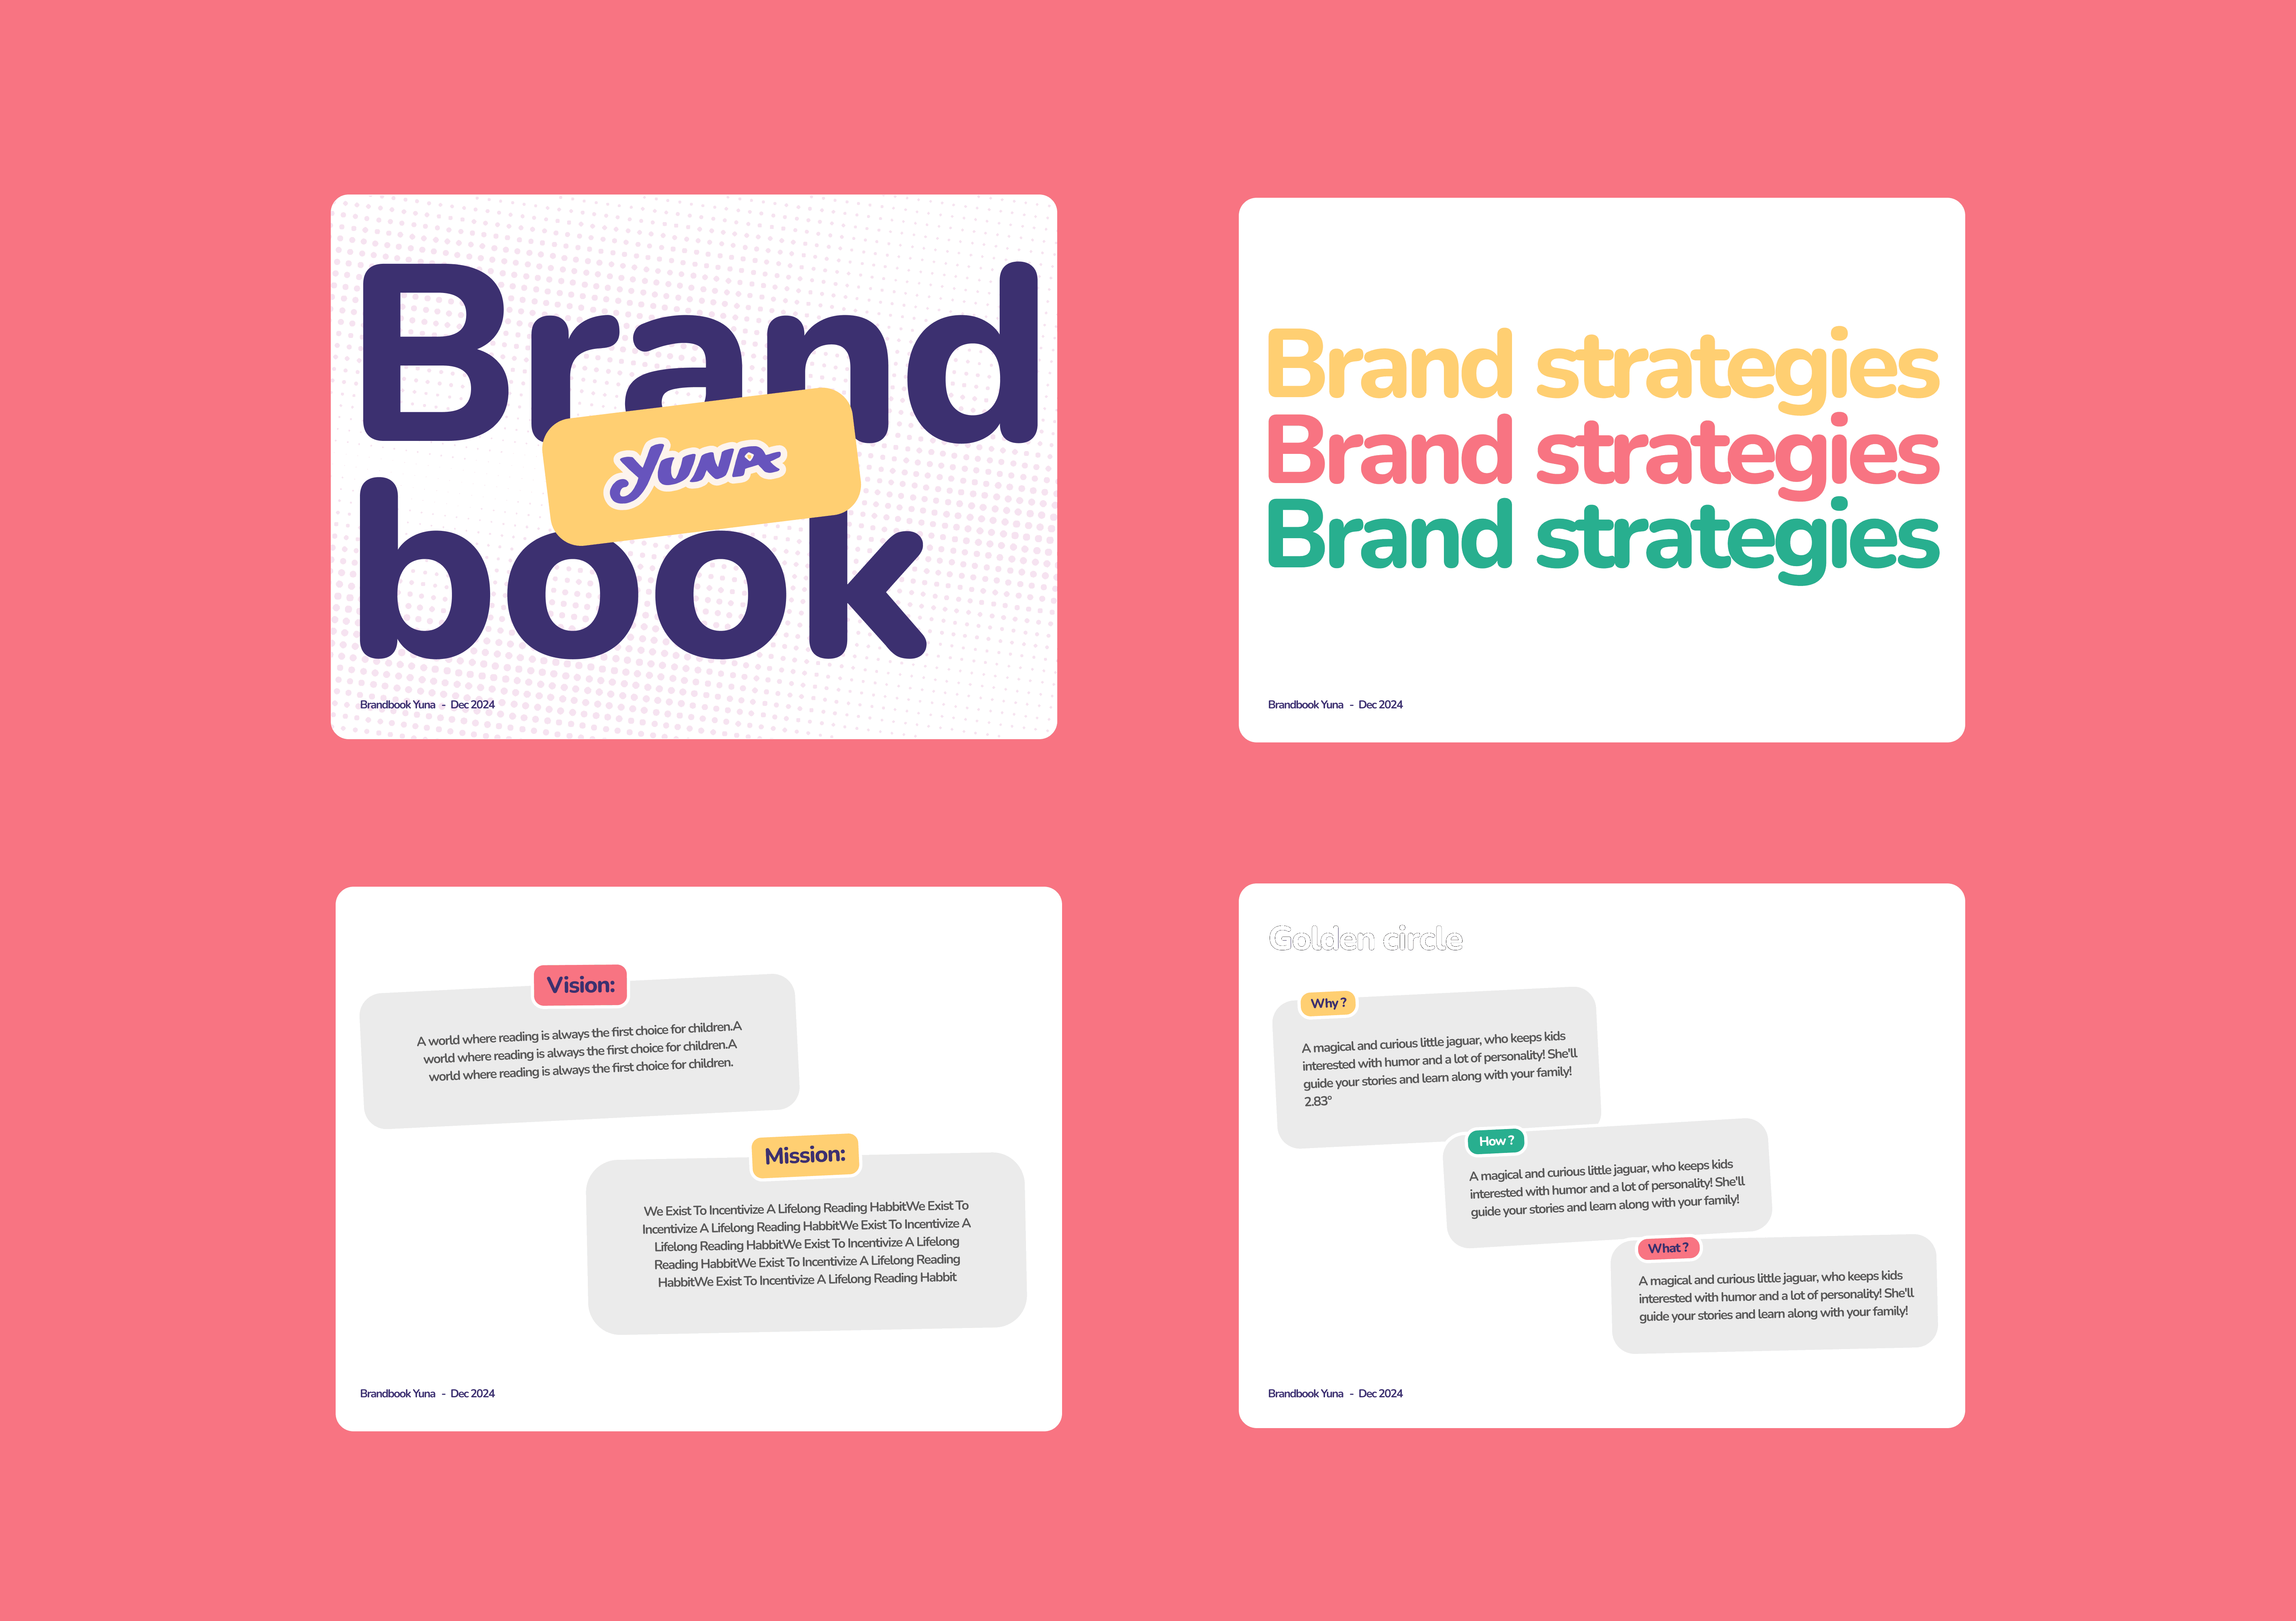 Brand
YUNA
book
Brandbook Yuna - Dec 2024
Brand strategies
Brand strategies
Brand strategies
Brandbook Yuna - Dec 2024
Vision:
A world where reading is always the first choice for children.A
world where reading is always the first choice for children.A
world where reading is always the first choice for children.
Mission:
We Exist To Incentivize A Lifelong Reading HabbitWe Exist To
Incentivize A Lifelong Reading HabbitWe Exist To Incentivize A
Lifelong Reading HabbitWe Exist To Incentivize A Lifelong
Reading HabbitWe Exist To Incentivize A Lifelong Reading
HabbitWe Exist To Incentivize A Lifelong Reading Habbit
Brandbook Yuna - Dec 2024
Golden circle
Why ?
A magical and curious little jaguar, who keeps kids
interested with humor and a lot of personality! She'll
guide your stories and learn along with your family!
2.83º
How ?
A magical and curious little jaguar, who keeps kids
interested with humor and a lot of personality! She'll
guide your stories and learn along with your family!
What ?
A magical and curious little jaguar, who keeps kids
interested with humor and a lot of personality! She'll
guide your stories and learn along with your family!
Brandbook Yuna - Dec 2024